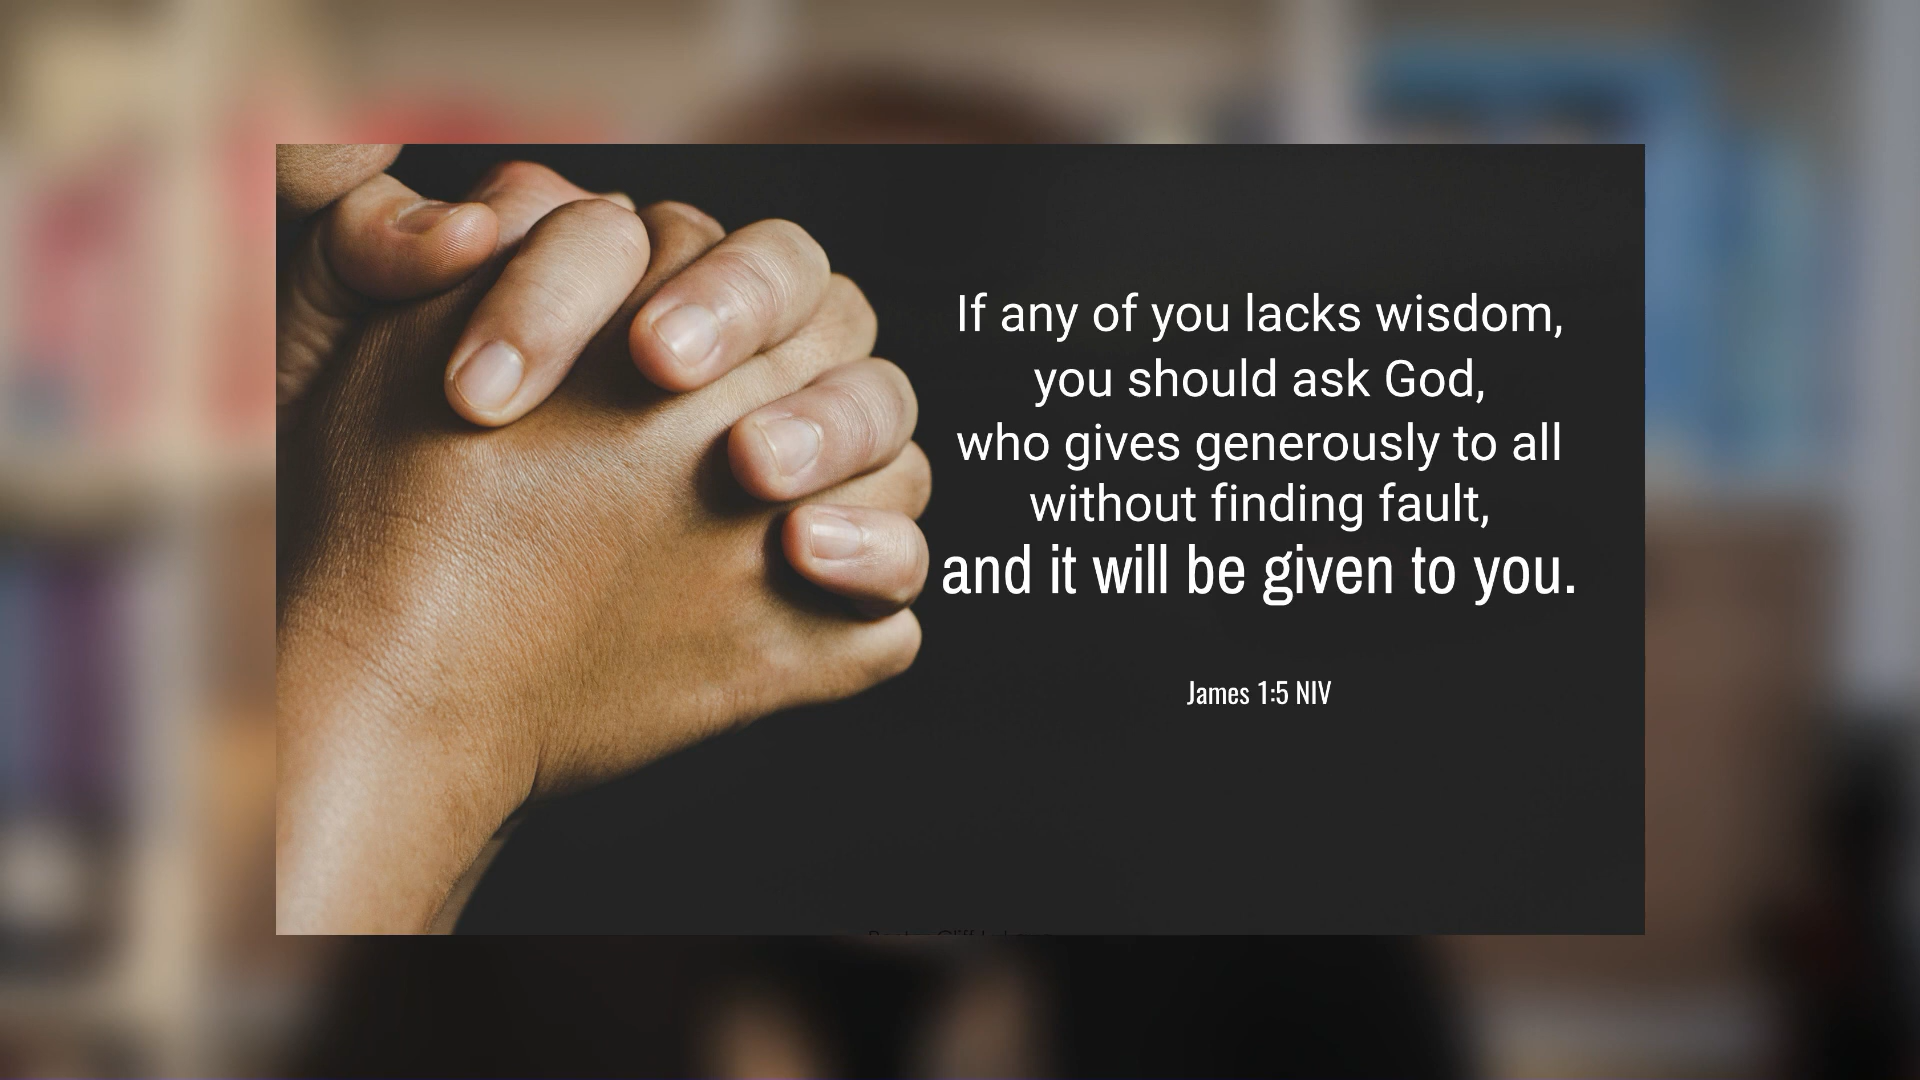 If any of you lacks wisdom,
you should ask God,
who gives generously to all
without finding fault,
and it will be given to you.
James 1:5 NIV